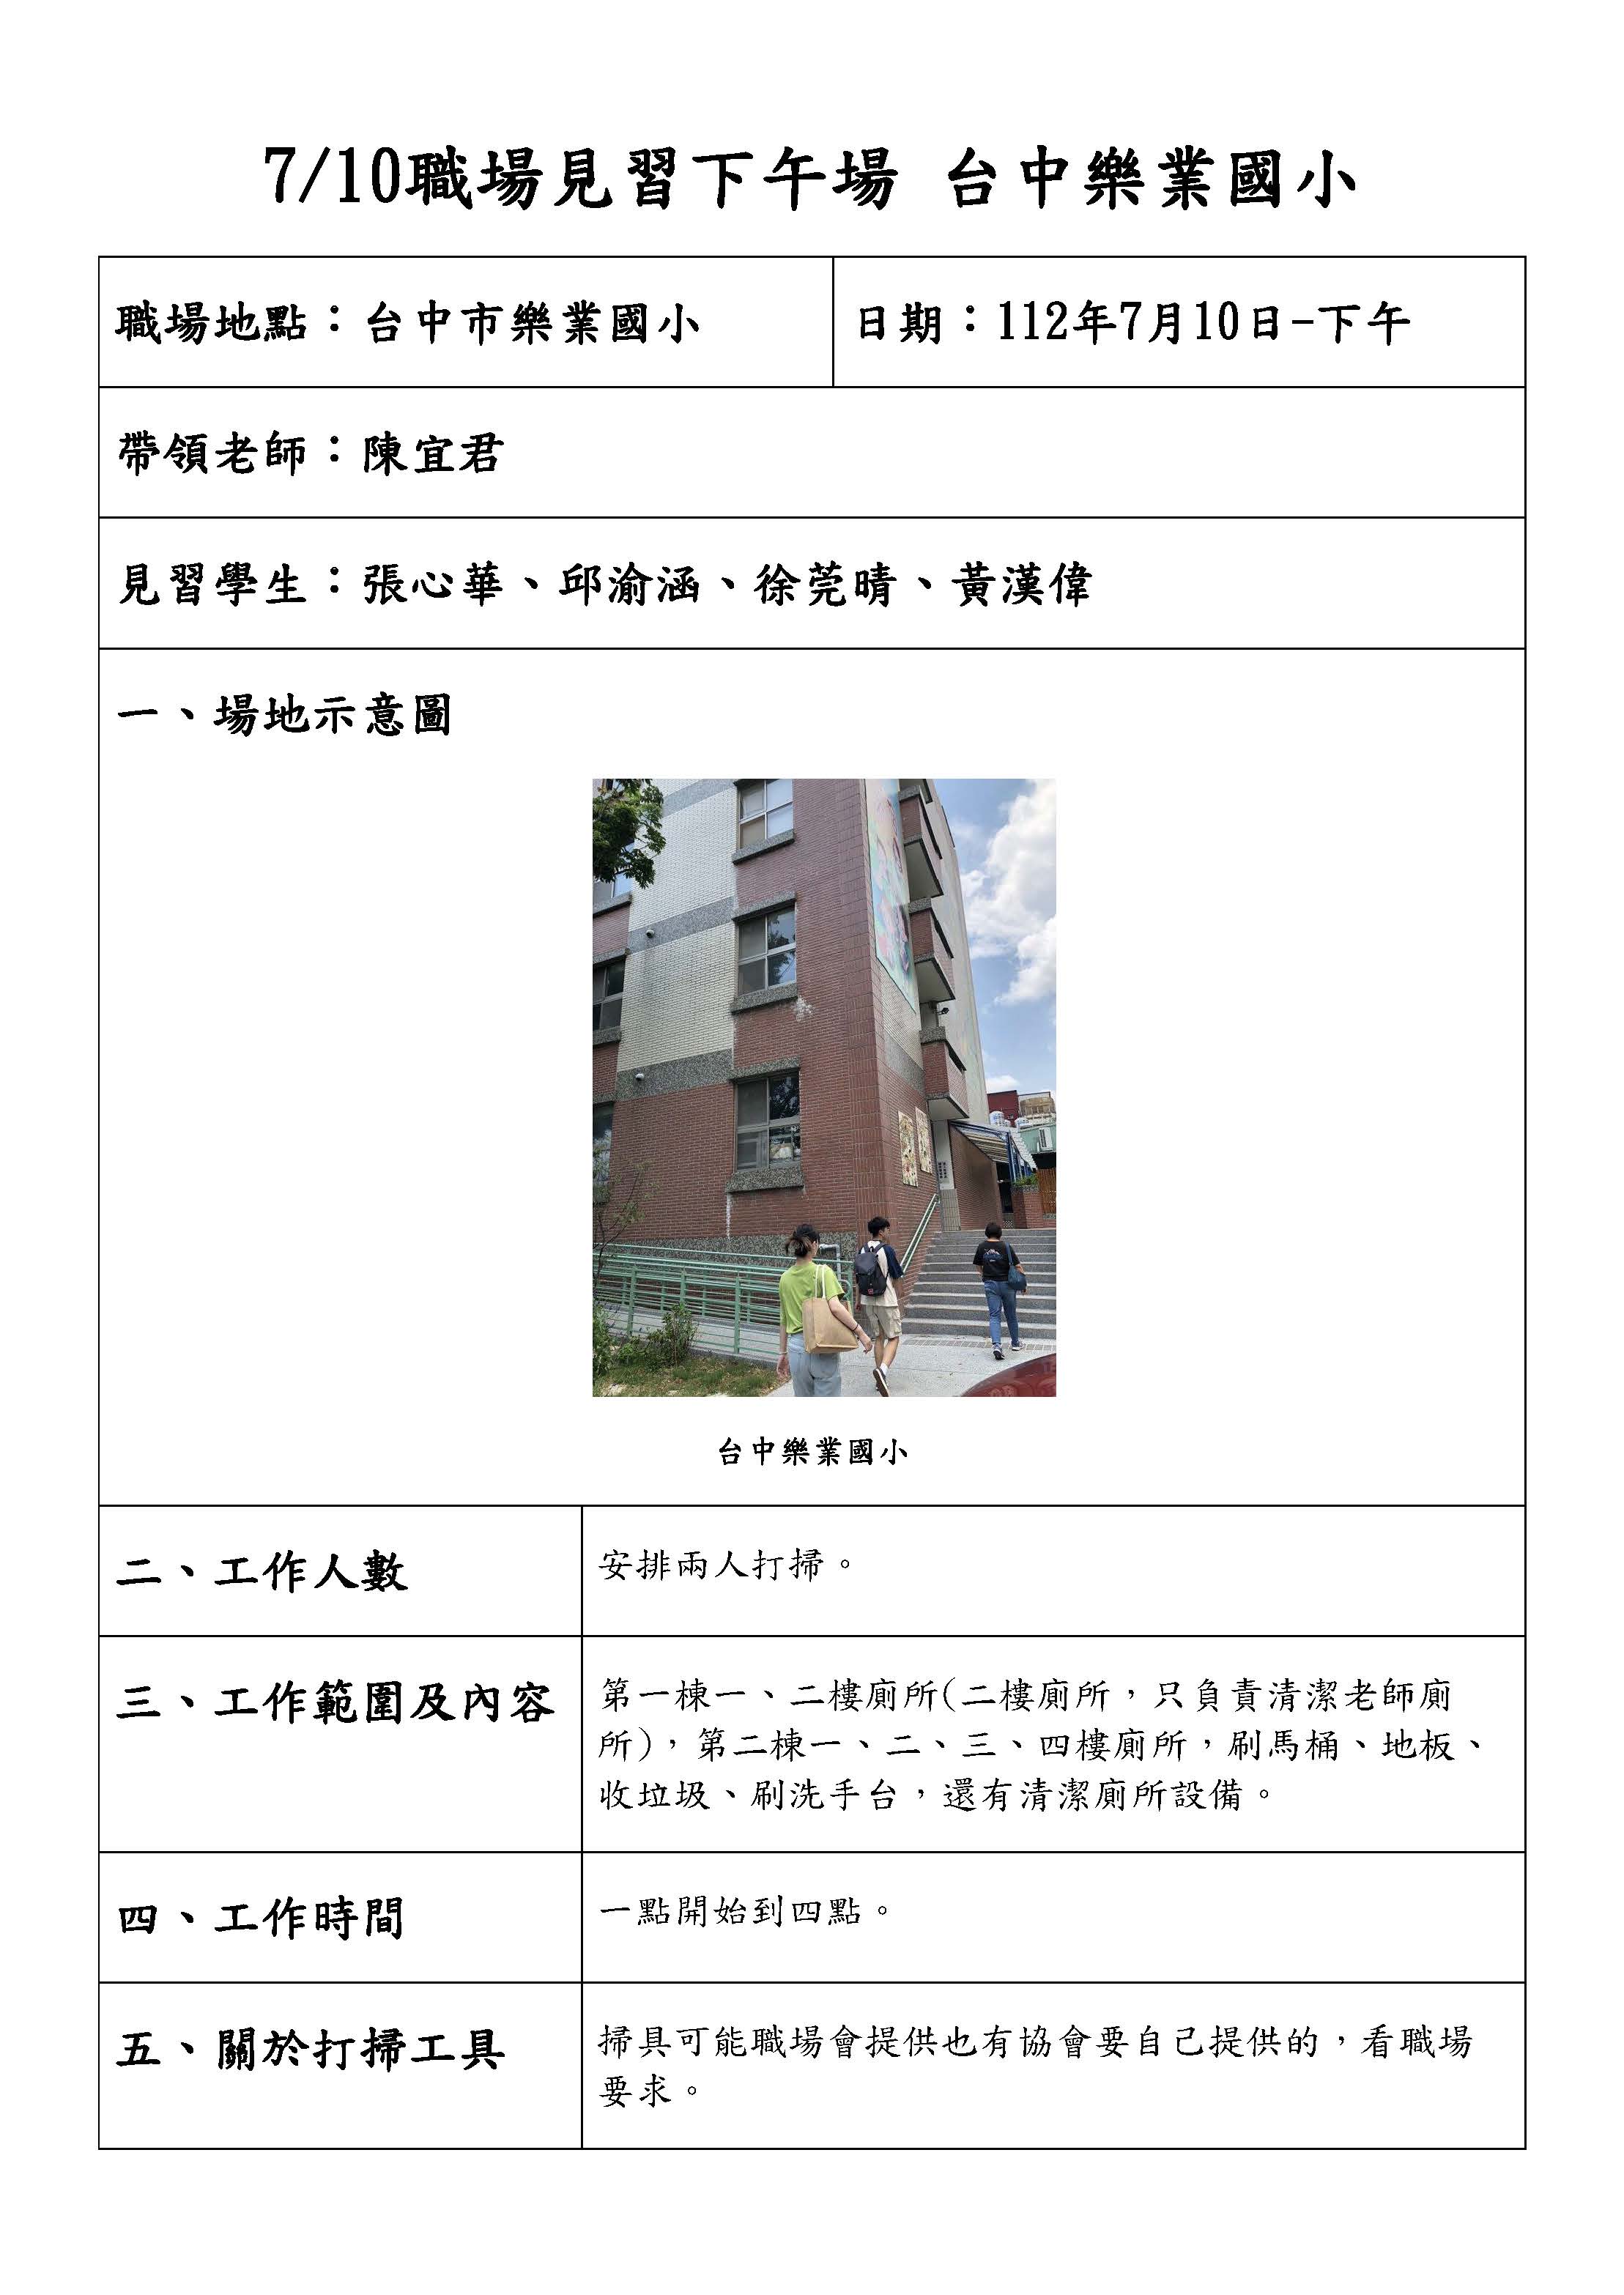 7/10職場見習下午場 台中樂業國小
職場地點：台中市樂業國小
日期：112年7月10日-下午
帶領老師：陳宜君
見習學生：張心華、邱渝涵、徐莞晴、黃漢偉
一、場地示意圖
台中樂業國小
二、工作人數
安排兩人打掃。
三、工作範圍及內容
第一棟一、二樓廁所(二樓廁所，只負責清潔老師廁
所)，第二棟一、二、三、四樓廁所，刷馬桶、地板、
收垃圾、刷洗手台，還有清潔廁所設備。
四、工作時間
一點開始到四點。
五、關於打掃工具
掃具可能職場會提供也有協會要自己提供的，看職場
要求。